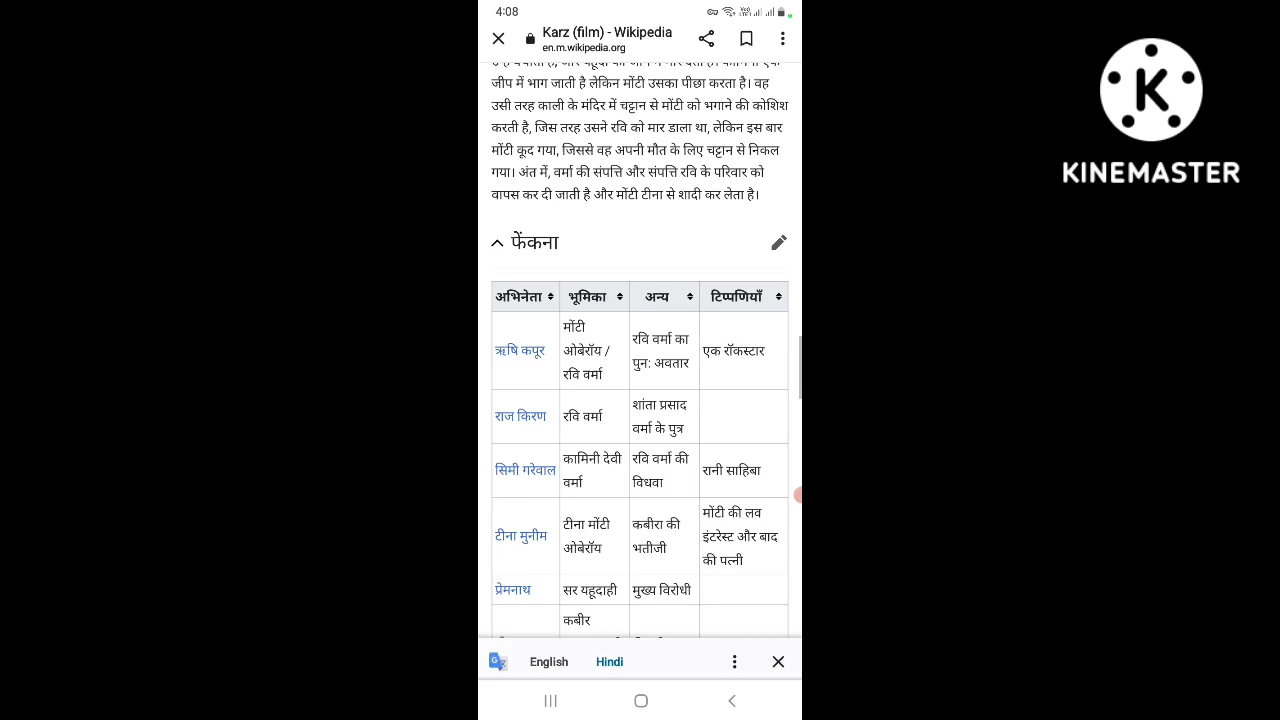 4:08
Karz (film) - Wikipedia
en.m.wikipedia.org
जीप में भाग जाती है लेकिन मोंटी उसका पीछा करता है। वह
उसी तरह काली के मंदिर में चट्टान से मोंटी को भगाने की कोशिश
करती है, जिस तरह उसने रवि को मार डाला था, लेकिन इस बार
मोंटी कूद गया, जिससे वह अपनी मौत के लिए चट्टान से निकल
गया। अंत में, वर्मा की संपत्ति और संपत्ति रवि के परिवार को
वापस कर दी जाती है और मोंटी टीना से शादी कर लेता है।
फेंकना
अभिनेता भूमिका अन्य टिप्पणियाँ
ऋषि कपूर
मोंटी
ओबेरॉय /
रवि वर्मा
रवि वर्मा का
पुन: अवतार
एक रॉकस्टार
राज किरण
रवि वर्मा
शांता प्रसाद
वर्मा के पुत्र
सिमी गरेवाल
कामिनी देवी
वर्मा
रवि वर्मा की
विधवा
रानी साहिबा
टीना मुनीम
टीना मोंटी
ओबेरॉय
कबीरा की
भतीजी
मोंटी की लव
इंटरेस्ट और बाद
की पत्नी
प्रेमनाथ
सर यहूदाही
मुख्य विरोधी
कबीर
English Hindi
K
KINEMASTER